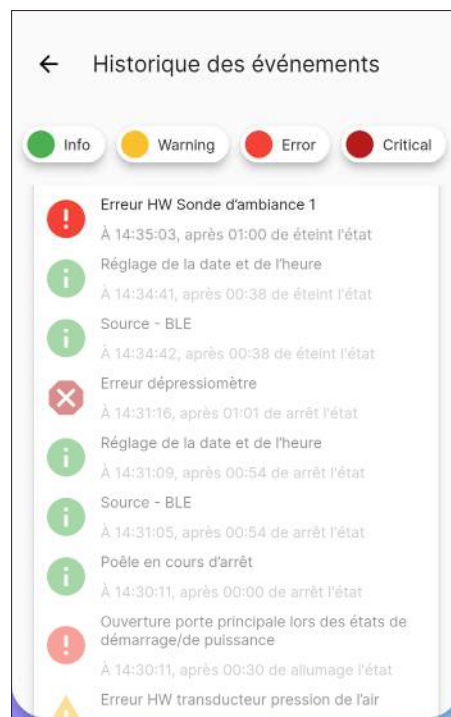 Historique des événements
Info Warning Error Critical
Erreur HW Sonde d'ambiance 1
À 14:35:03, après 01:00 de éteint l'état
Réglage de la date et de l'heure
À 14:34:41, après 00:38 de éteint l'état
Source - BLE
À 14:34:42, après 00:38 de éteint l'état
Erreur dépressiomètre
À 14:31:16, après 01:01 de arrêt l'état
Réglage de la date et de l'heure
À 14:31:09, après 00:54 de arrêt l'état
Source - BLE
À 14:31:05, après 00:54 de arrêt l'état
Poêle en cours d'arrêt
À 14:30:11, après 00:00 de arrêt l'état
Ouverture porte principale lors des états de
démarrage/de puissance
À 14:30:11, après 00:30 de allumage l'état
Erreur HW transducteur pression de l'air